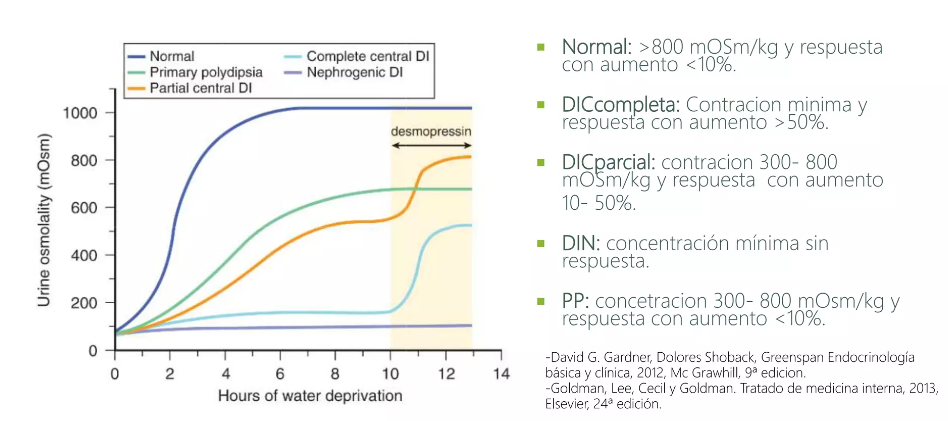 Normal
Primary polydipsia
Partial central DI
Complete central DI
Nephrogenic DI
desmopressin
Urine osmolality (mOsm)
1000
800
600
400
200
0
0 2 4 6 8 10 12 14
Hours of water deprivation
Normal: >800 mOSm/kg y respuesta
con aumento <10%.
DICcompleta: Contracion minima y
respuesta con aumento >50%.
DICparcial: contracion 300- 800
mOSm/kg y respuesta con aumento
10- 50%.
DIN: concentración mínima sin
respuesta.
PP: concetracion 300- 800 mOsm/kg y
respuesta con aumento <10%.
-David G. Gardner, Dolores Shoback, Greenspan Endocrinología
básica y clínica, 2012, Mc Grawhill, 9ª edicion.
-Goldman, Lee, Cecil y Goldman. Tratado de medicina interna, 2013,
Elsevier, 24ª edición.